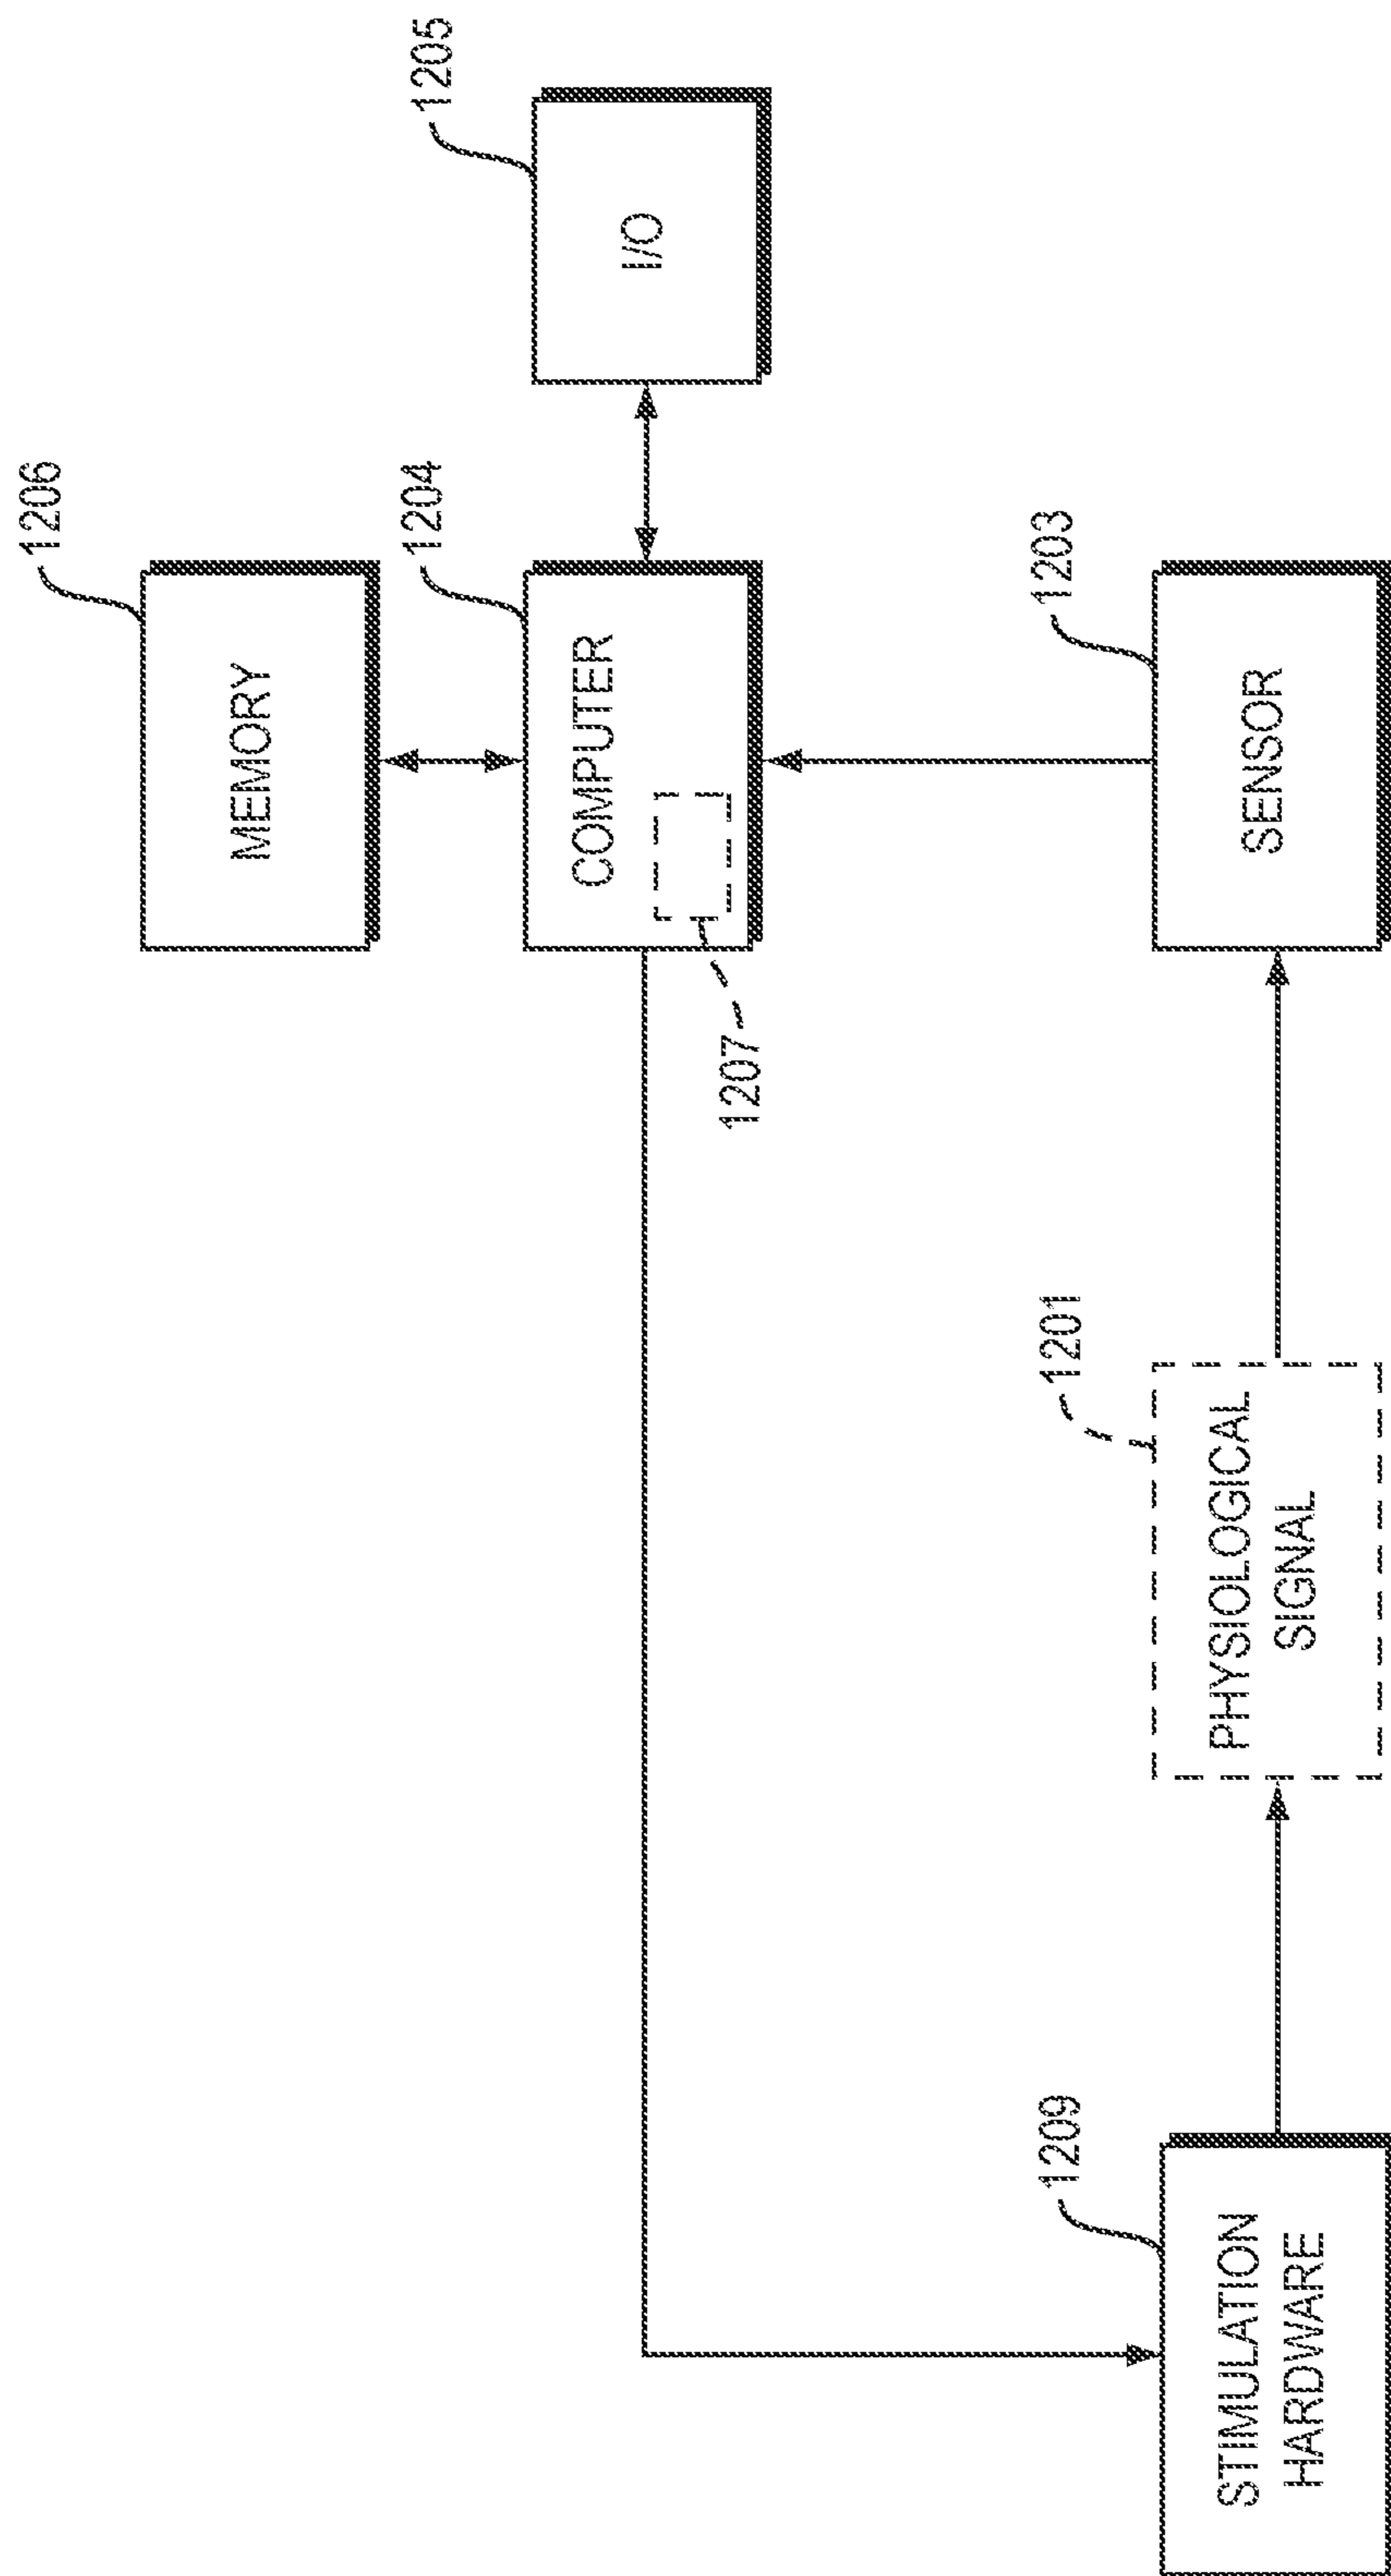 1206
MEMORY
1204
COMPUTER
1207
1205
I/O
1209
STIMULATION
HARDWARE
1201
PHYSIOLOGICAL
SIGNAL
1203
SENSOR